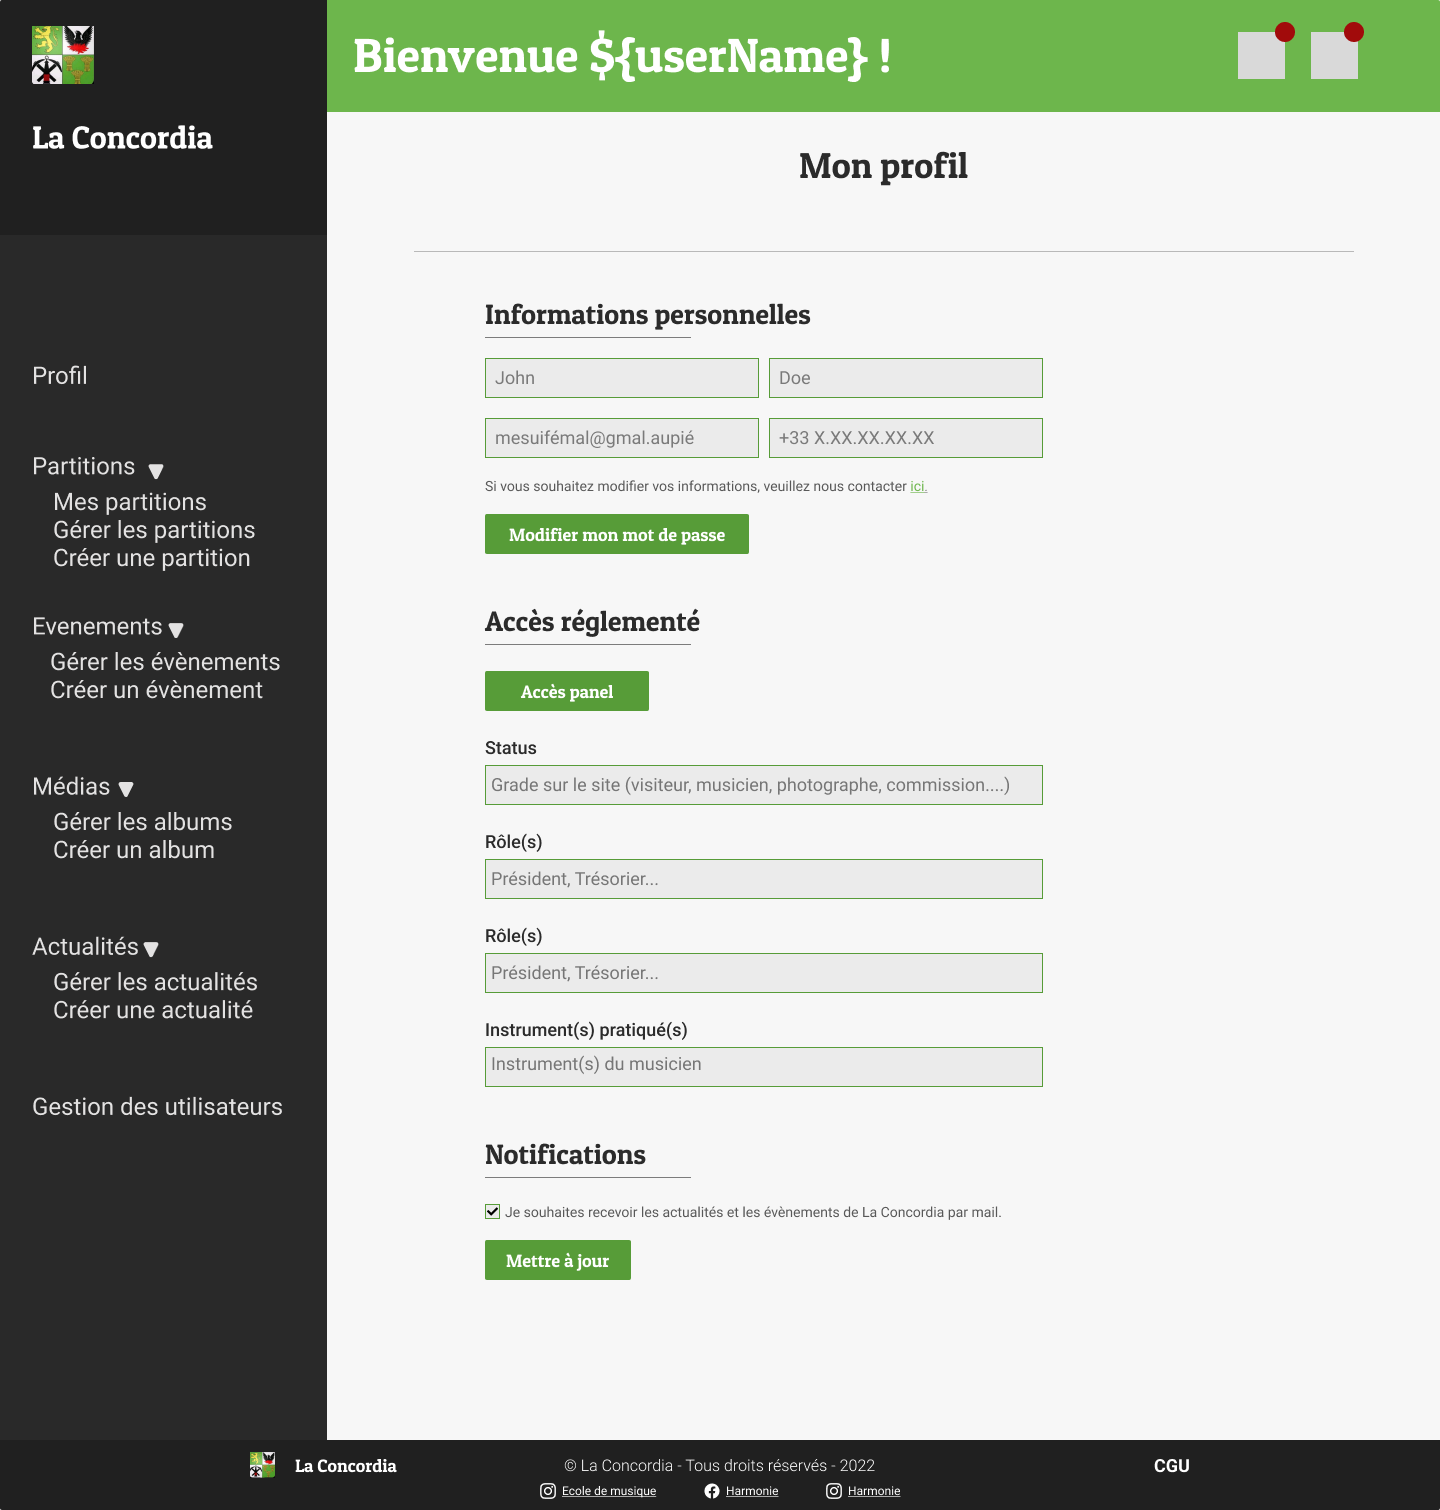 La Concordia
Bienvenue ${userName} !
Profil
Partitions
Mes partitions
Gérer les partitions
Créer une partition
Evenements
Gérer les évènements
Créer un évènement
Médias
Gérer les albums
Créer un album
Actualités
Gérer les actualités
Créer une actualité
Gestion des utilisateurs
Mon profil
Informations personnelles
John
Doe
mesuifémal@gmal.aupié
+33 X.XX.XX.XX.XX
Si vous souhaitez modifier vos informations, veuillez nous contacter ici.
Modifier mon mot de passe
Accès réglementé
Accès panel
Status
Grade sur le site (visiteur, musicien, photographe, commission....)
Rôle(s)
Président, Trésorier...
Rôle(s)
Président, Trésorier...
Instrument(s) pratiqué(s)
Instrument(s) du musicien
Notifications
Je souhaites recevoir les actualités et les évènements de La Concordia par mail.
Mettre à jour
La Concordia
© La Concordia - Tous droits réservés - 2022
Ecole de musique
Harmonie
Harmonie
CGU